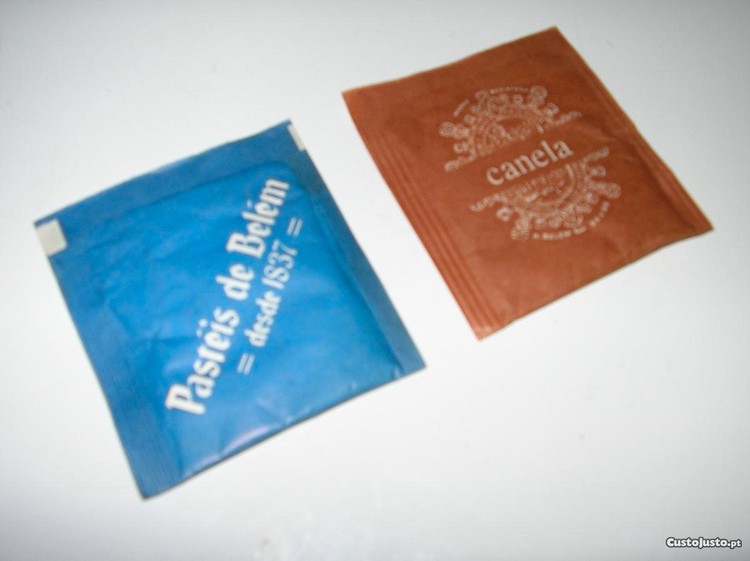 Pastéis de Belém
= desde 1837 =
canela
CustoJusto.pt